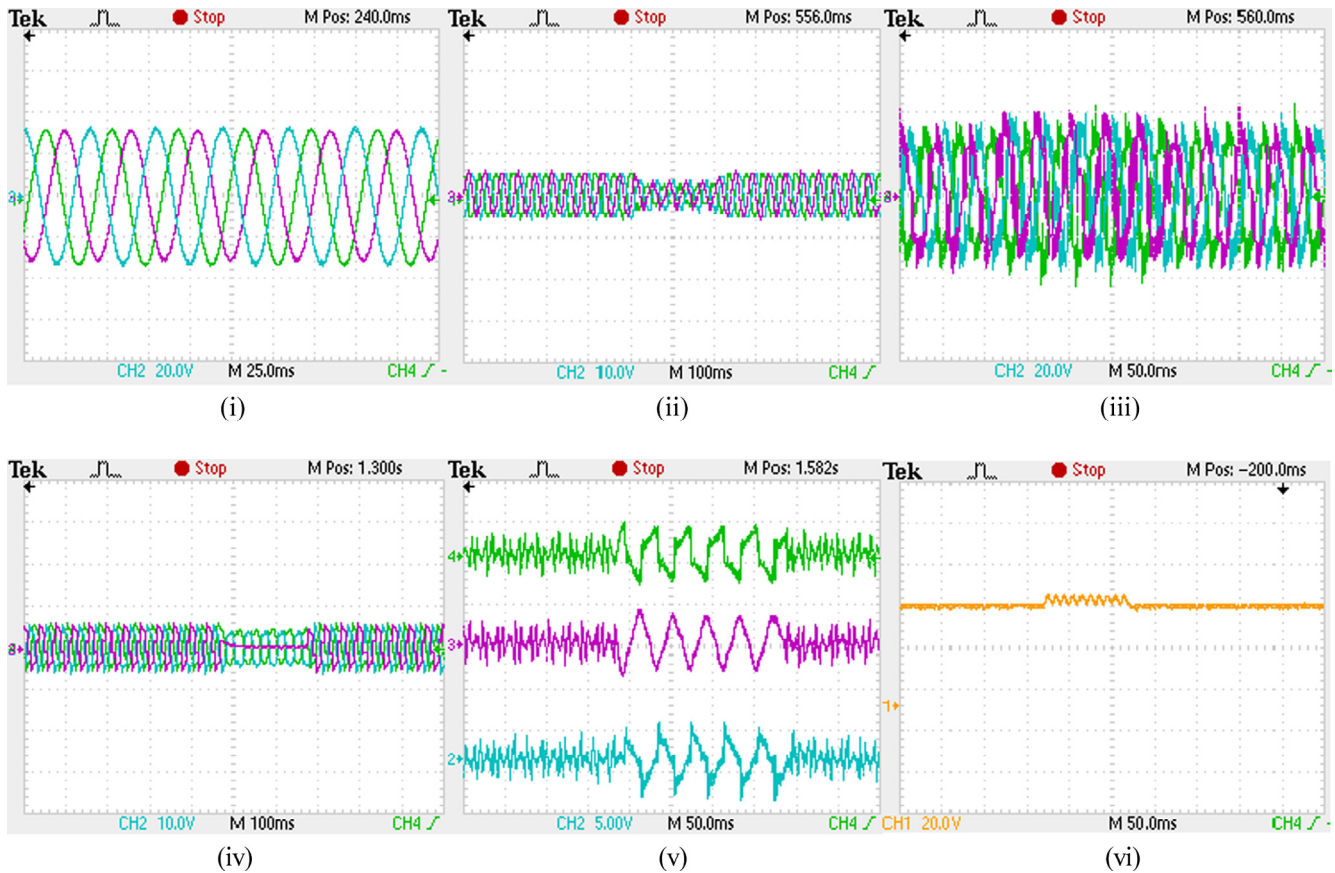 Tek Stop M Pos: 240.0ms
2
CH2 20.0V M 25.0ms CH4
(i)
Tek Stop M Pos: 556.0ms
3
CH2 10.0V M 100ms CH4
(ii)
Tek Stop M Pos: 560.0ms
CH2 20.0V M 50.0ms CH4
(iii)
Tek Stop M Pos: 1.300s
CH2 10.0V M 100ms CH4
(iv)
Tek Stop M Pos: 1.582s
4
3
2
CH2 5.00V M 50.0ms CH4
(v)
Tek Stop M Pos: -200.0ms
1
CH1 20.0V M 50.0ms CH4
(vi)